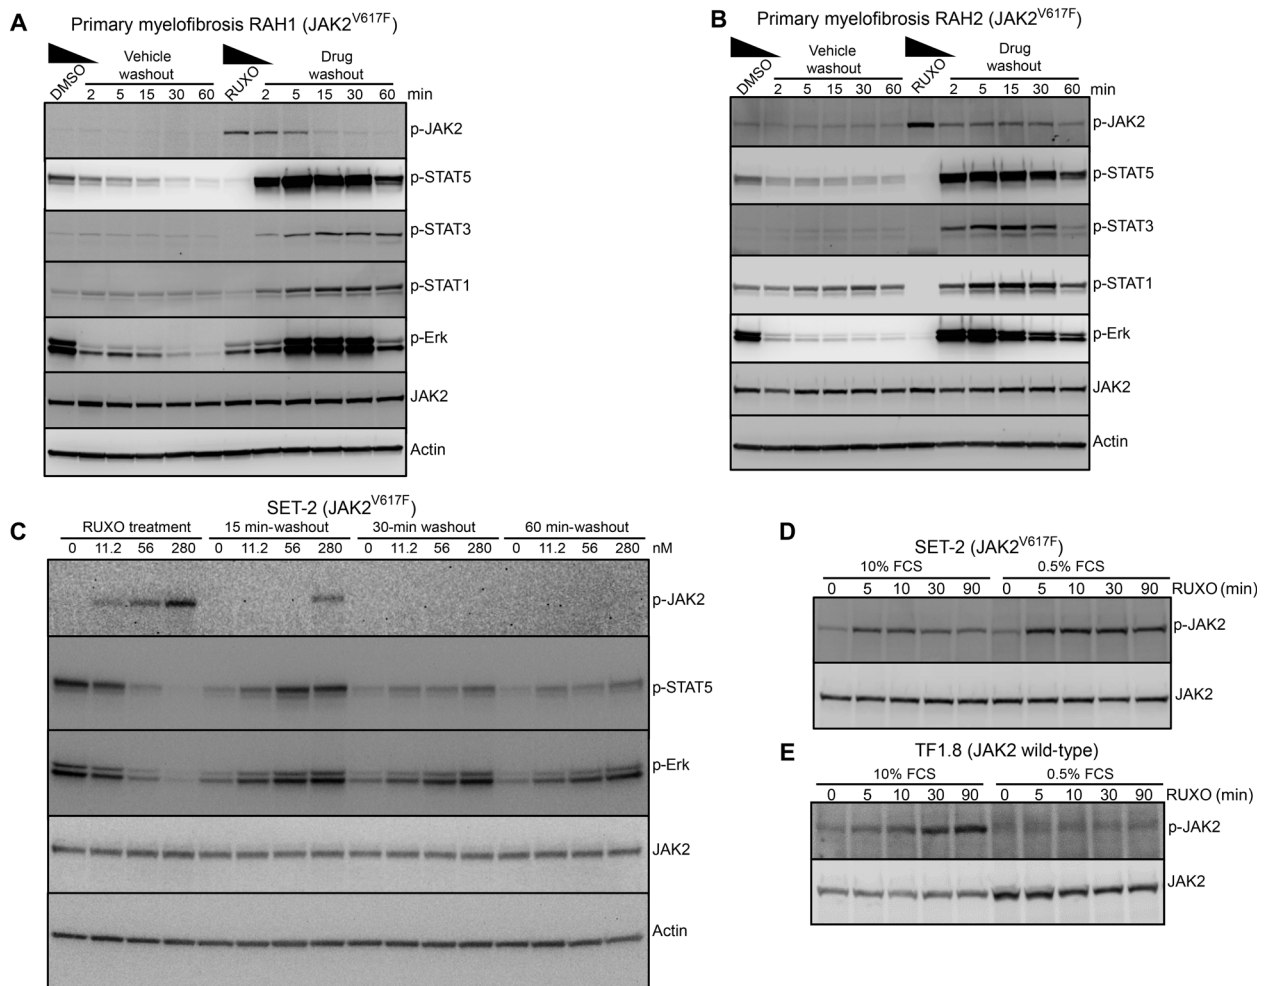 A
Primary myelofibrosis RAH1 (JAK2V617F)
DMSO
Vehicle
washout
RUXO
Drug
washout
2 5 15 30 60 2 5 15 30 60 min
p-JAK2
p-STAT5
p-STAT3
p-STAT1
p-Erk
JAK2
Actin
B
Primary myelofibrosis RAH2 (JAK2V617F)
DMSO
Vehicle
washout
RUXO
Drug
washout
2 5 15 30 60 2 5 15 30 60 min
p-JAK2
p-STAT5
p-STAT3
p-STAT1
p-Erk
JAK2
Actin
C
SET-2 (JAK2V617F)
RUXO treatment 15 min-washout 30-min washout 60 min-washout
0 11.2 56 280 0 11.2 56 280 0 11.2 56 280 0 11.2 56 280 nM
p-JAK2
p-STAT5
p-Erk
JAK2
Actin
D
SET-2 (JAK2V617F)
10% FCS 0.5% FCS
0 5 10 30 90 0 5 10 30 90 RUXO (min)
p-JAK2
JAK2
E
TF1.8 (JAK2 wild-type)
10% FCS 0.5% FCS
0 5 10 30 90 0 5 10 30 90 RUXO (min)
p-JAK2
JAK2